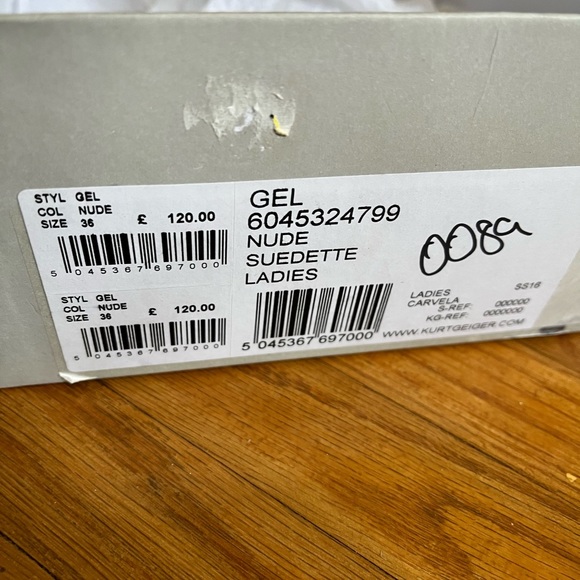 STYL GEL
COL NUDE
SIZE 36 £ 120.00
5 045367 697000
STYL GEL
COL NUDE
SIZE 36 £ 120.00
5 045367 697000
GEL
6045324799
NUDE
SUEDETTE
LADIES
5 045367 697000
LADIES SS16
CARVELA
S-REF: 000000
KG-REF: 0000000
WWW.KURTGEIGER.COM